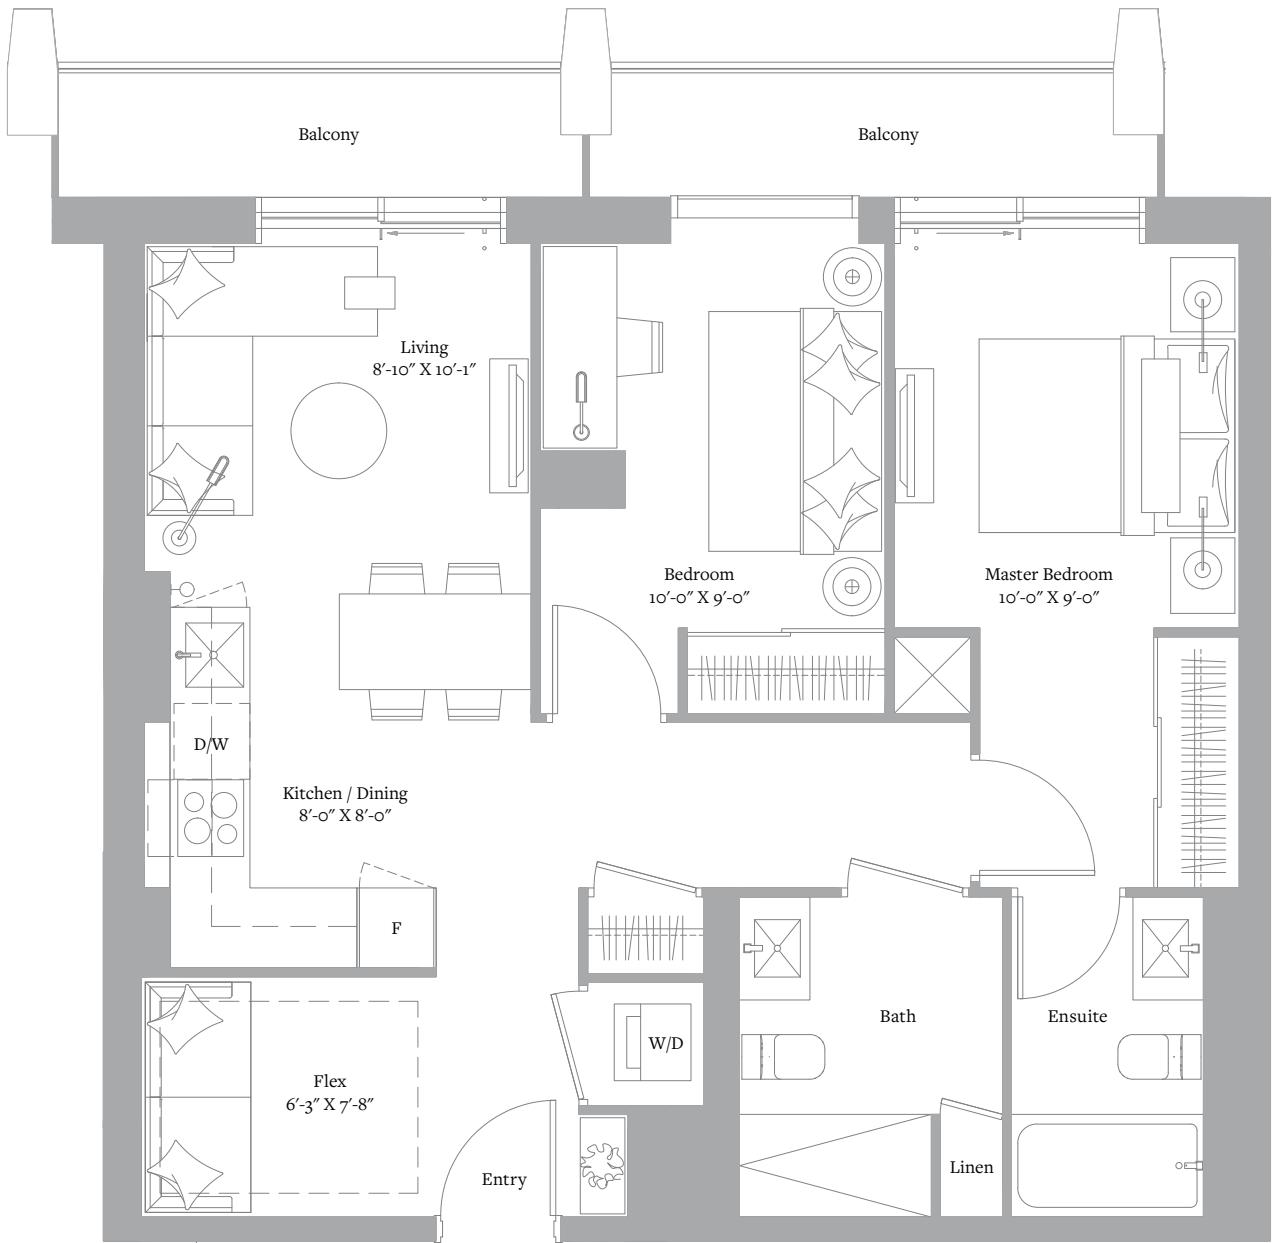 Balcony
Balcony
Living
8'-10" X 10'-1"
Bedroom
10'-0" X 9'-0"
Master Bedroom
10'-0" X 9'-0"
D/W
Kitchen / Dining
8'-0" X 8'-0"
F
Bath
Ensuite
W/D
Flex
6'-3" X 7'-8"
Linen
Entry